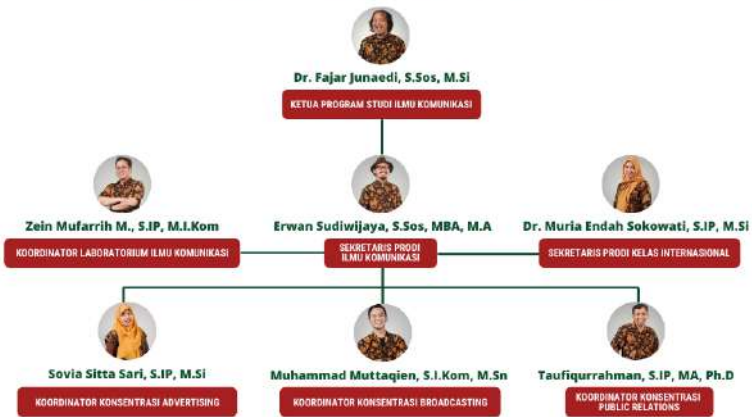 Dr. Fajar Junaedi, S.Sos, M.Si
KETUA PROGRAM STUDI ILMU KOMUNIKASI
Zein Mufarrih M., S.IP, M.I.Kom
KOORDINATOR LABORATORIUM ILMU KOMUNIKASI
Erwan Sudiwijaya, S.Sos, MBA, M.A
SEKRETARIS PRODI
ILMU KOMUNIKASI
Dr. Muria Endah Sokowati, S.IP, M.Si
SEKRETARIS PRODI KELAS INTERNASIONAL
Sovia Sitta Sari, S.IP, M.Si
KOORDINATOR KONSENTRASI ADVERTISING
Muhammad Muttaqien, S.I.Kom, M.Sn
KOORDINATOR KONSENTRASI BROADCASTING
Taufiqurrahman, S.IP, MA, Ph.D
KOORDINATOR KONSENTRASI
PUBLIC RELATIONS